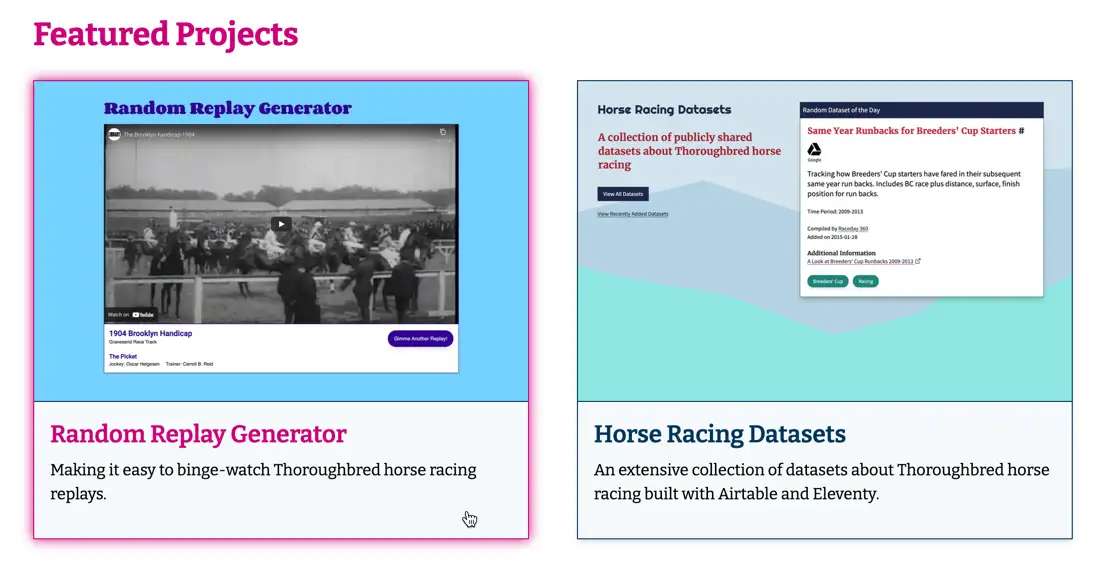 Featured Projects
Random Replay Generator
The Brooklyn Handicap 1904
Watch on YouTube
1904 Brooklyn Handicap
Gravesend Race Track
Gimme Another Replay!
The Picket
Jockey: Oscar Helgesen Trainer: Carroll B. Reid
Random Replay Generator
Making it easy to binge-watch Thoroughbred horse racing
replays.
Horse Racing Datasets
A collection of publicly shared
datasets about Thoroughbred horse
racing
View All Datasets
View Recently Added Datasets
Random Dataset of the Day
Same Year Runbacks for Breeders' Cup Starters #
Google
Tracking how Breeders' Cup starters have fared in their subsequent
same year run backs. Includes BC race plus distance, surface, finish
position for run backs.
Time Period: 2009-2013
Compiled by Raceday 360
Added on 2015-01-28
Additional Information
A Look at Breeders' Cup Runbacks 2009-2013
Breeders' Cup
Racing
Horse Racing Datasets
An extensive collection of datasets about Thoroughbred horse
racing built with Airtable and Eleventy.